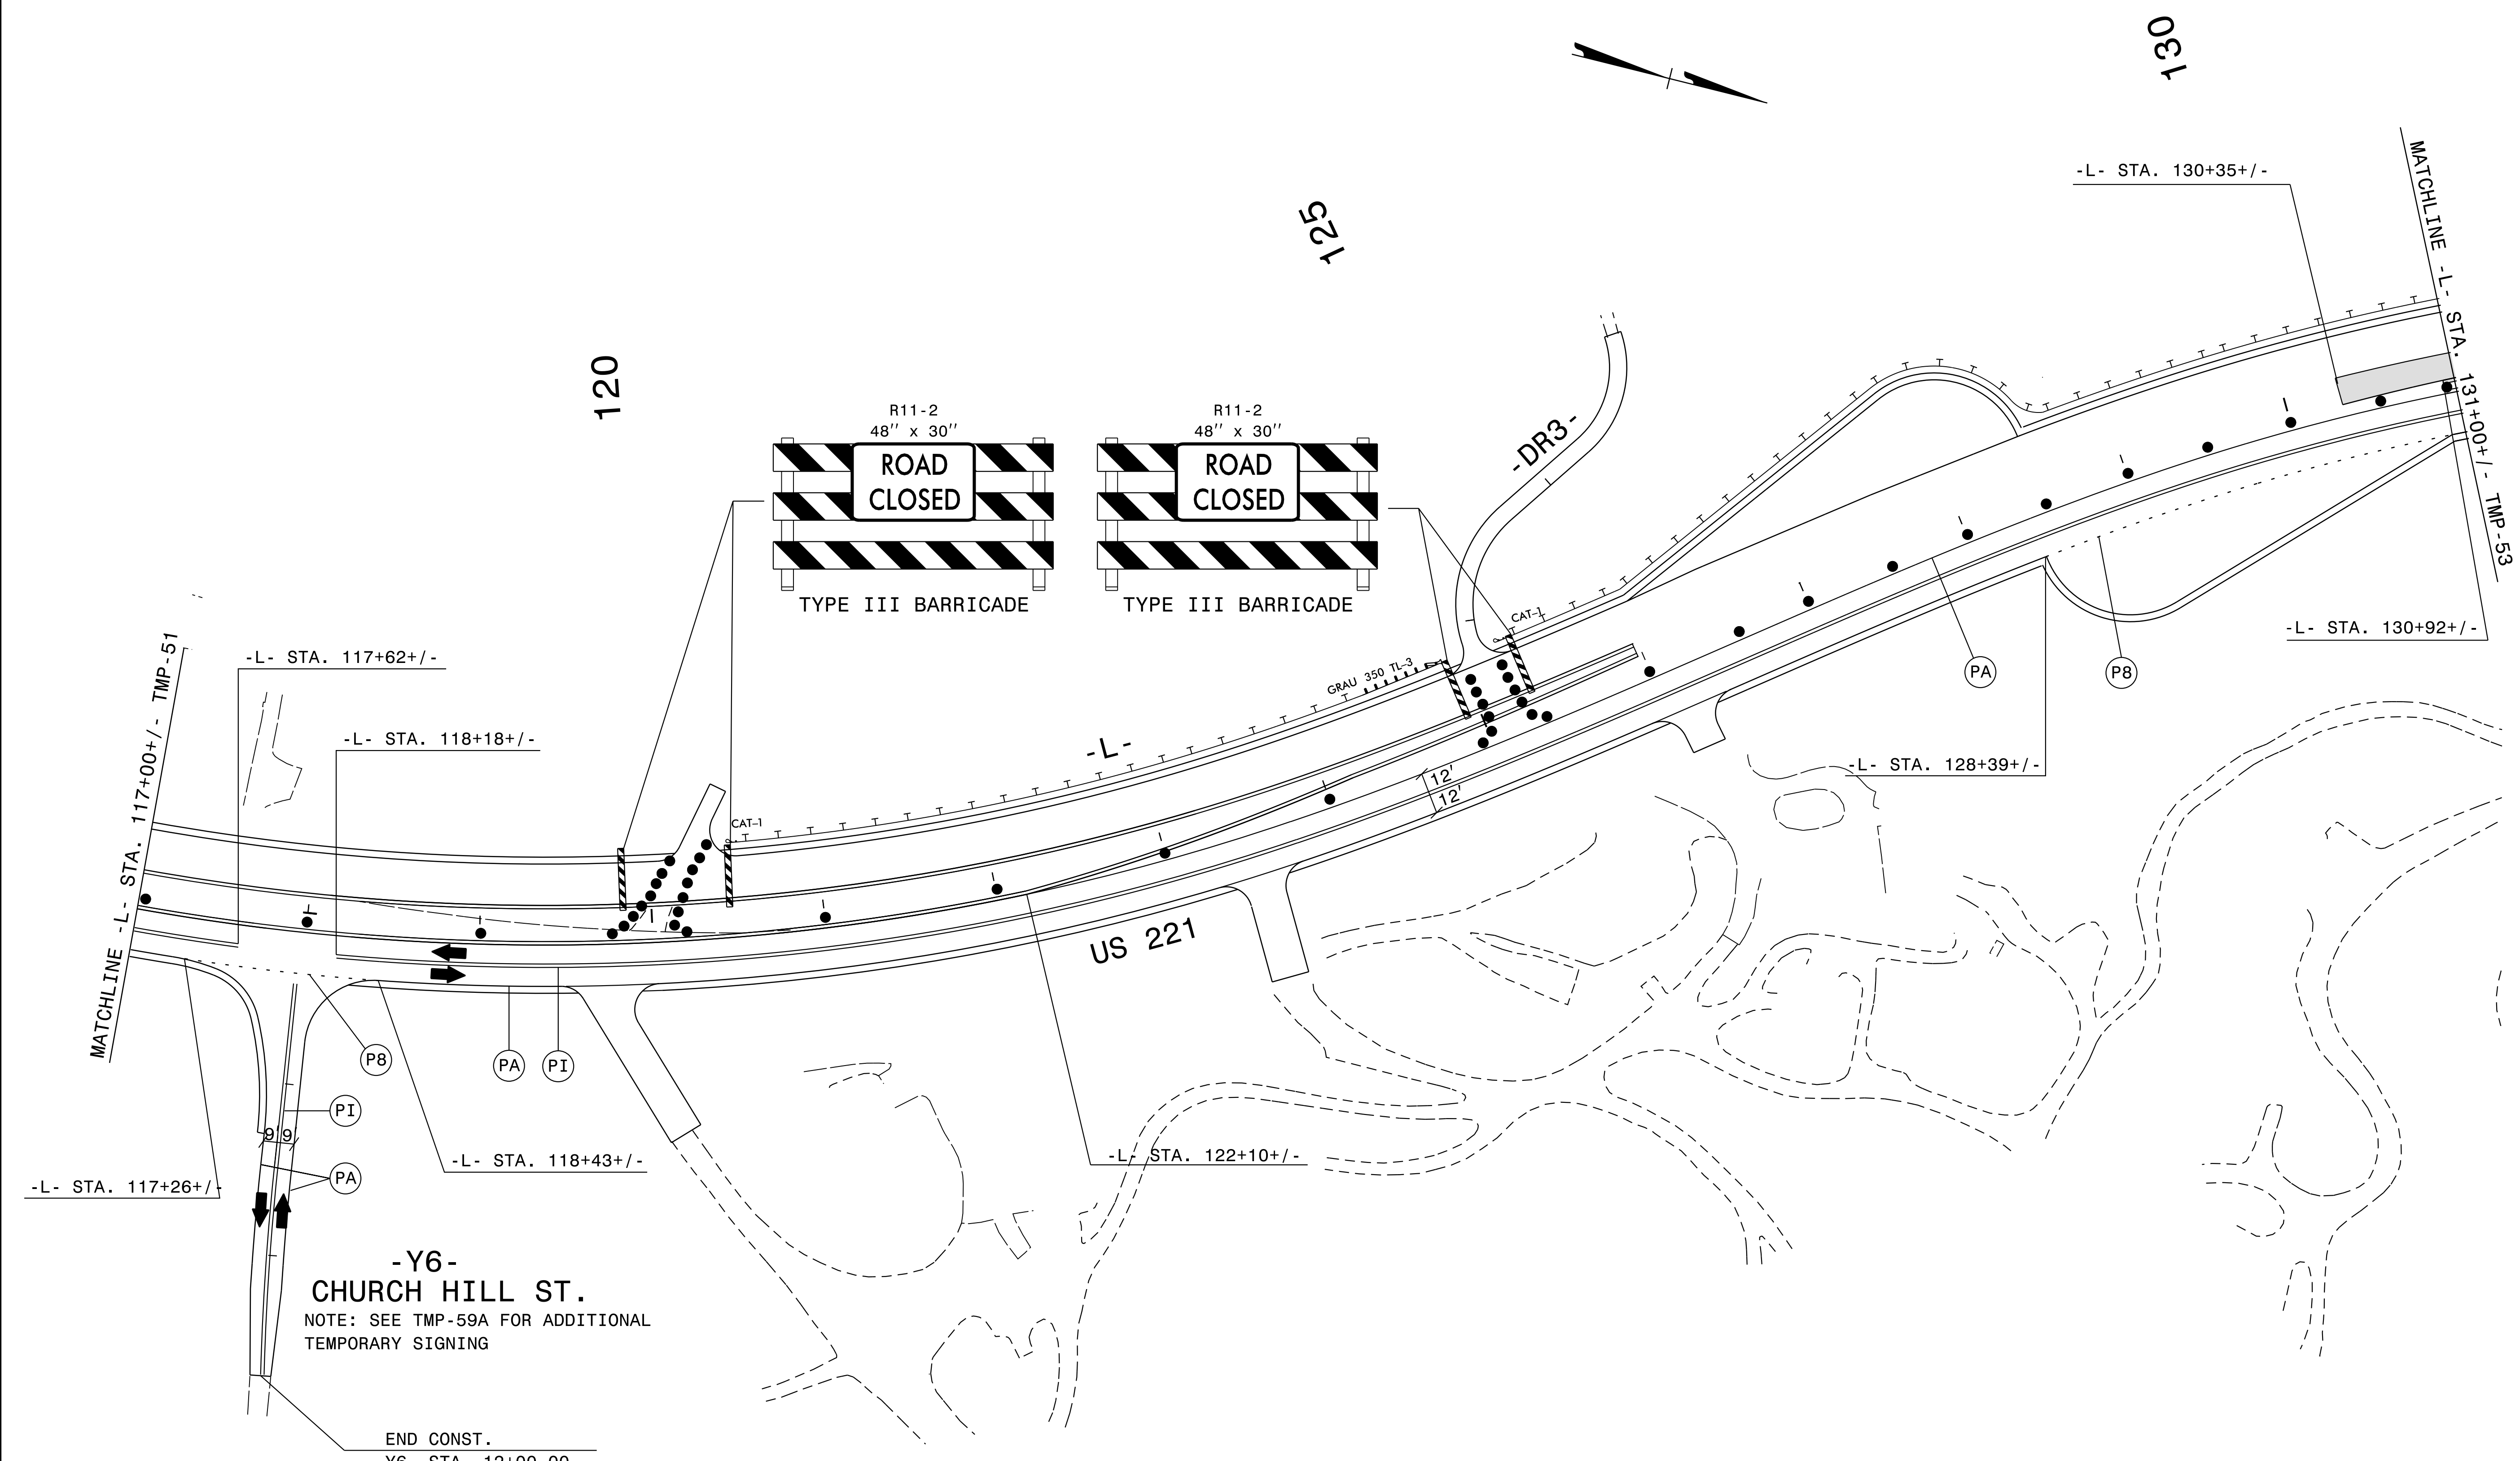 130
-L- STA. 130+35+/-
MATCHLINE -L- STA. 131+00+/- TMP-53
125
120
R11-2
48'' x 30''
ROAD
CLOSED
TYPE III BARRICADE
R11-2
48'' x 30''
ROAD
CLOSED
TYPE III BARRICADE
-DR3-
CAT-1
GRAU 350 TL-3
-L- STA. 130+92+/-
PA
P8
MATCHLINE -L- STA. 117+00+/- TMP-51
-L- STA. 117+62+/-
-L- STA. 118+18+/-
-L-
CAT-1
12'
12'
-L- STA. 128+39+/-
US 221
P8
PA
PI
PI
9'
9'
PA
-L- STA. 118+43+/-
-L- STA. 122+10+/-
-L- STA. 117+26+/-
-Y6-
CHURCH HILL ST.
NOTE: SEE TMP-59A FOR ADDITIONAL
TEMPORARY SIGNING
END CONST.